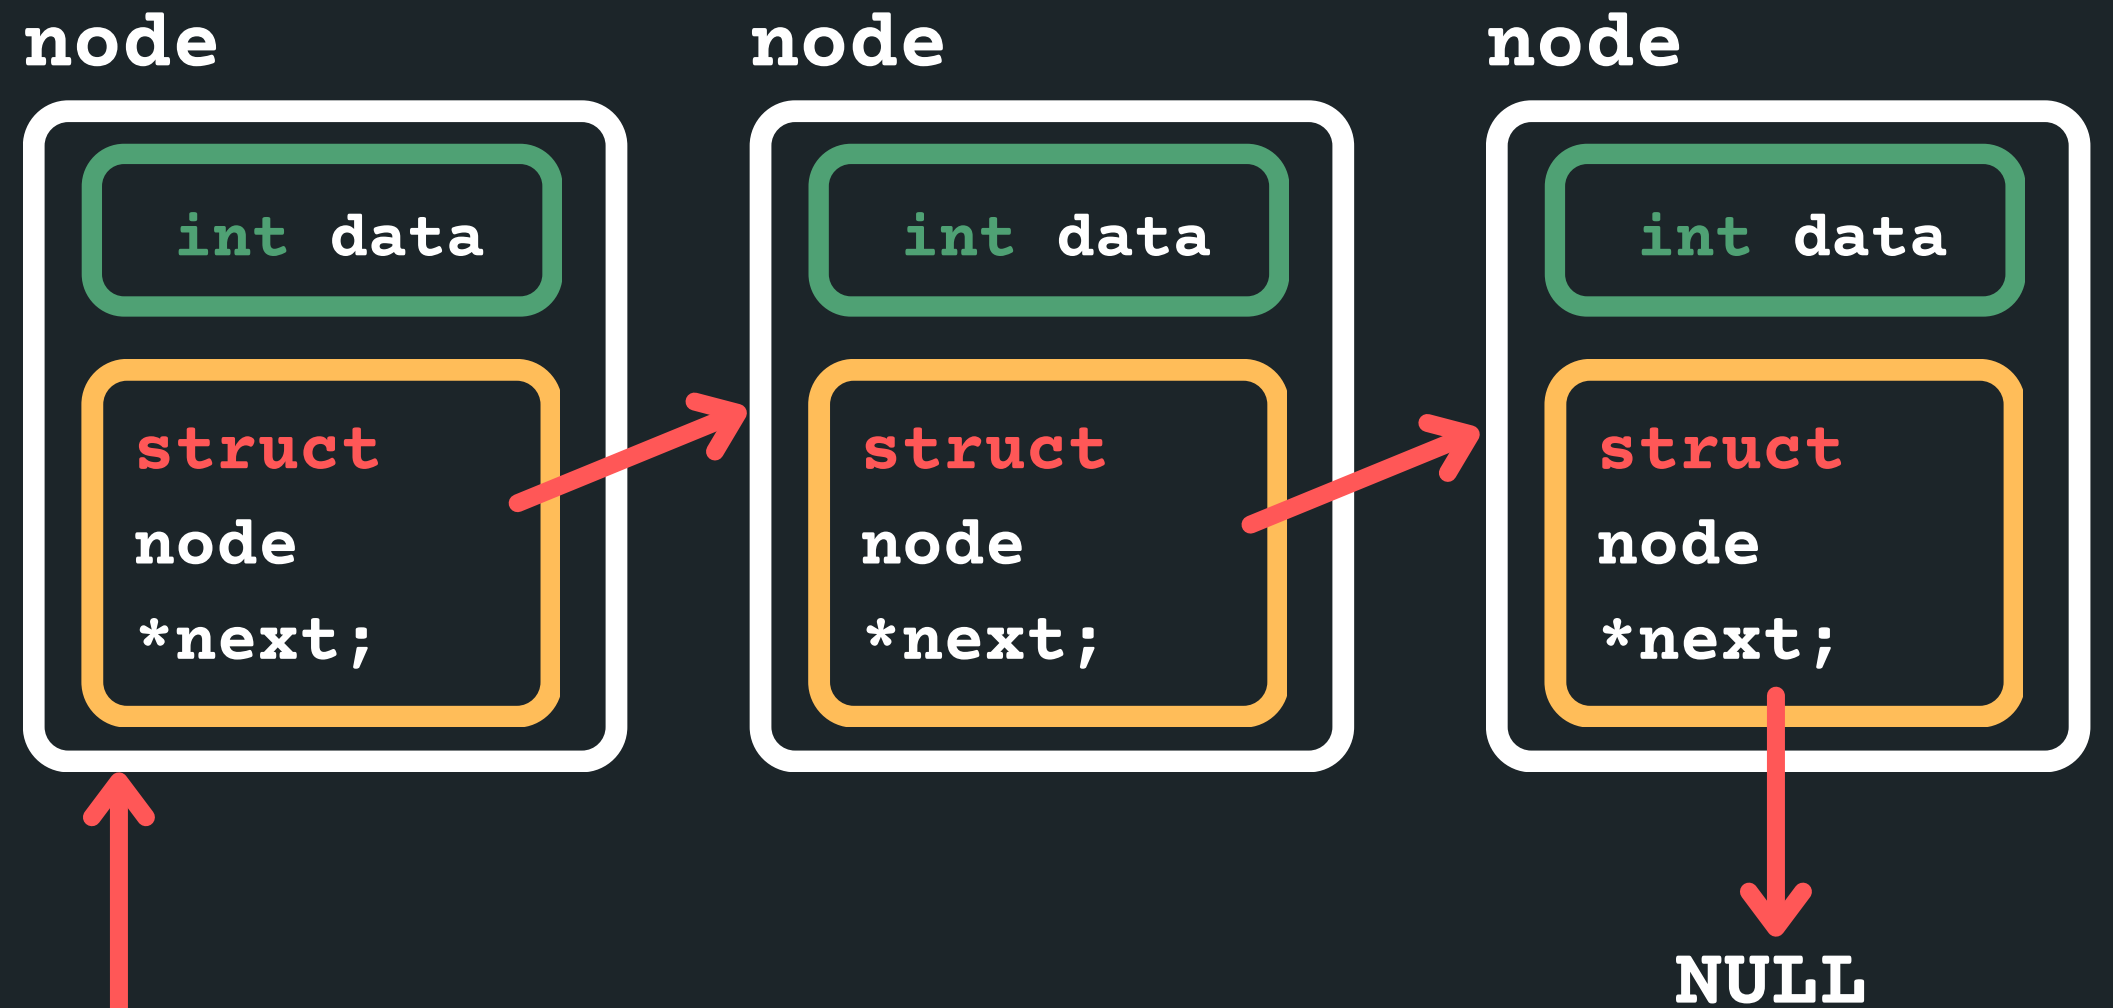 node
int data
struct
node
*next;
node
int data
struct
node
*next;
node
int data
struct
node
*next;
NULL